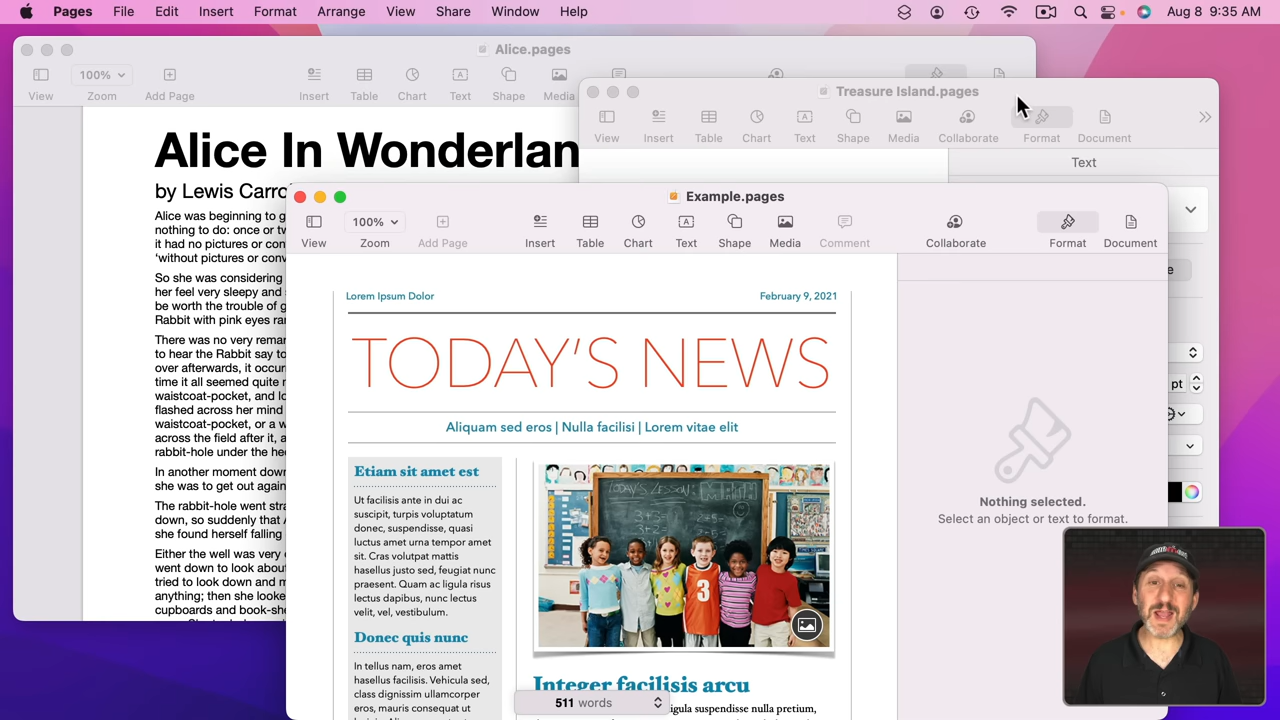 Pages File Edit Insert Format Arrange View Share Window Help Aug 8 9:35 AM
Alice.pages
100%
View Zoom Add Page Insert Table Chart Text Shape Media
Treasure Island.pages
View Insert Table Chart Text Shape Media Collaborate Format Document
Text
pt
Alice In Wonderlan
by Lewis Carro
Alice was beginning to g
nothing to do: once or tw
it had no pictures or con
'without pictures or conv
So she was considering
her feel very sleepy and s
be worth the trouble of g
Rabbit with pink eyes ran
There was no very remar
to hear the Rabbit say to
over afterwards, it occur
time it all seemed quite n
waistcoat-pocket, and lo
flashed across her mind
waistcoat-pocket, or a w
across the field after it, a
rabbit-hole under the hed
In another moment down
she was to get out again
The rabbit-hole went stra
down, so suddenly that A
she found herself falling
Either the well was very d
went down to look about
tried to look down and m
anything; then she looke
cupboards and book-she
Example.pages
100%
View Zoom Add Page Insert Table Chart Text Shape Media Comment Collaborate Format Document
Lorem Ipsum Dolor February 9, 2021
TODAY'S NEWS
Aliquam sed eros | Nulla facilisi | Lorem vitae elit
Etiam sit amet est
Ut facilisis ante in dui ac
suscipit, turpis voluptatum
donec, suspendisse, quasi
luctus amet urna tempor amet
sit. Cras volutpat mattis
hasellus justo sed, feugiat nunc
praesent. Quam ac ligula risus
lectus dapibus, nunc lectus
velit, vel, vestibulum.
Donec quis nunc
In tellus nam, eros amet
hasellus facilisis. Vehicula sed,
class dignissim ullamcorper
eros, mauris consequat ut
TODAY'S LESSON:
3
Integer facilisis arcu
igula suspendisse nulla pretium,
511 words
Nothing selected.
Select an object or text to format.